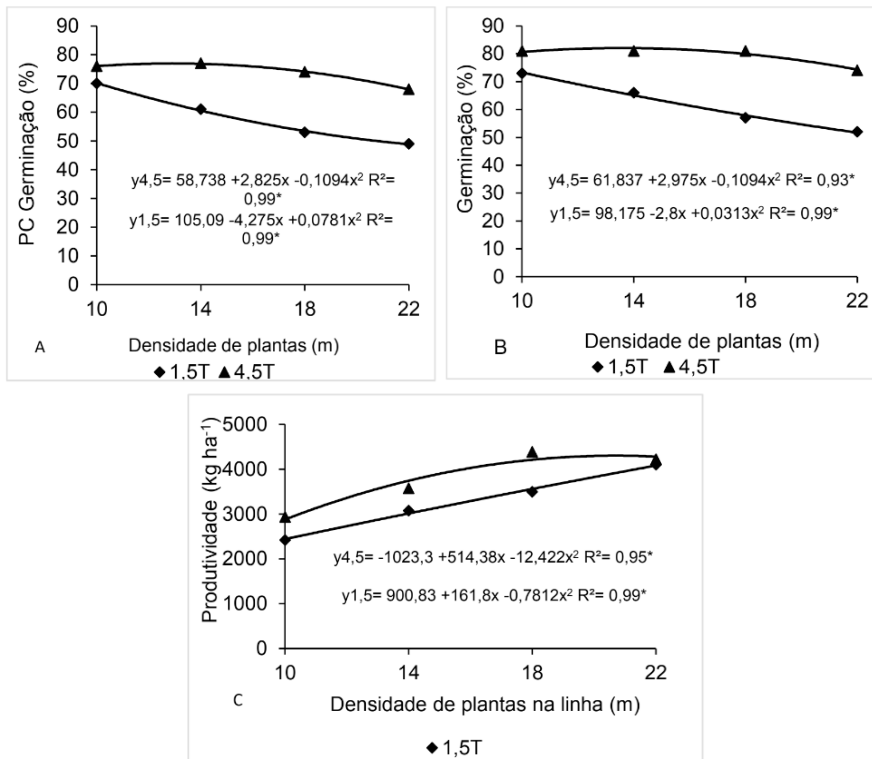 PC Germinação (%)
90
80
70
60
50
40
30
20
10
0
y4,5= 58,738 +2,825x -0,1094x² R²=
0,99*
y1,5= 105,09 -4,275x +0,0781x² R²=
0,99*
10 14 18 22
A
Densidade de plantas (m)
♦ 1,5T ▲ 4,5T
Germinação (%)
90
80
70
60
50
40
30
20
10
0
y4,5= 61,837 +2,975x -0,1094x² R²= 0,93*
y1,5= 98,175 -2,8x +0,0313x² R²= 0,99*
10 14 18 22
B
Densidade de plantas (m)
♦ 1,5T ▲ 4,5T
Produtividade (kg ha⁻¹)
5000
4000
3000
2000
1000
0
y4,5= -1023,3 +514,38x -12,422x² R²= 0,95*
y1,5= 900,83 +161,8x -0,7812x² R²= 0,99*
10 14 18 22
C
Densidade de plantas na linha (m)
♦ 1,5T